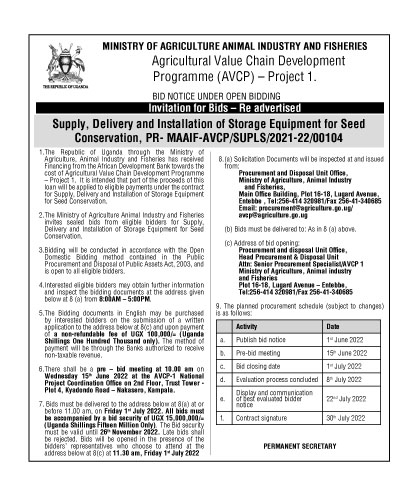 THE REPUBLIC OF UGANDA
MINISTRY OF AGRICULTURE ANIMAL INDUSTRY AND FISHERIES
Agricultural Value Chain Development
Programme (AVCP) – Project 1.
BID NOTICE UNDER OPEN BIDDING
Invitation for Bids – Re advertised
Supply, Delivery and Installation of Storage Equipment for Seed
Conservation, PR- MAAIF-AVCP/SUPLS/2021-22/00104
1.The Republic of Uganda through the Ministry of
Agriculture, Animal Industry and Fisheries has received
Financing from the African Development Bank towards the
cost of Agricultural Value Chain Development Programme
– Project 1. It is intended that part of the proceeds of this
loan will be applied to eligible payments under the contract
for Supply, Delivery and Installation of Storage Equipment
for Seed Conservation.
2.The Ministry of Agriculture Animal Industry and Fisheries
invites sealed bids from eligible bidders for Supply,
Delivery and Installation of Storage Equipment for Seed
Conservation.
3.Bidding will be conducted in accordance with the Open
Domestic Bidding method contained in the Public
Procurement and Disposal of Public Assets Act, 2003, and
is open to all eligible bidders.
4.Interested eligible bidders may obtain further information
and inspect the bidding documents at the address given
below at 8 (a) from 8:00AM – 5:00PM.
5.The Bidding documents in English may be purchased
by interested bidders on the submission of a written
application to the address below at 8(c) and upon payment
of a non-refundable fee of UGX 100,000/= (Uganda
Shillings One Hundred Thousand only). The method of
payment will be through the Banks authorized to receive
non-taxable revenue.
6.There shall be a pre – bid meeting at 10.00 am on
Wednesday 15th June 2022 at the AVCP-1 National
Project Coordination Office on 2nd Floor, Trust Tower -
Plot 4, Kyadondo Road – Nakasero, Kampala.
7. Bids must be delivered to the address below at 8(a) at or
before 11.00 am, on Friday 1st July 2022. All bids must
be accompanied by a bid security of UGX 15,000,000/=
(Uganda Shillings Fifteen Million Only). The Bid security
must be valid until 26th November 2022. Late bids shall
be rejected. Bids will be opened in the presence of the
bidders' representatives who choose to attend at the
address below at 8(c) at 11.30 am, Friday 1st July 2022
8.(a) Solicitation Documents will be inspected at and issued
from:
Procurement and Disposal Unit Office,
Ministry of Agriculture, Animal Industry
and Fisheries,
Main Office Building, Plot 16-18, Lugard Avenue,
Entebbe , Tel:256-414 320981/Fax 256-41-340685
Email: procurement@agriculture.go.ug/
avcp@agriculture.go.ug
(b) Bids must be delivered to: As in 8 (a) above.
(c) Address of bid opening:
Procurement and disposal Unit Office,
Head Procurement & Disposal Unit
Attn: Senior Procurement Specialist/AVCP 1
Ministry of Agriculture, Animal industry
and Fisheries
Plot 16-18, Lugard Avenue – Entebbe,
Tel:256-414 320981/Fax 256-41-340685
9. The planned procurement schedule (subject to changes)
is as follows:
Activity Date
a. Publish bid notice 1st June 2022
b. Pre-bid meeting 15th June 2022
c. Bid closing date 1st July 2022
d. Evaluation process concluded 8th July 2022
e. Display and communication
of best evaluated bidder
notice 22nd July 2022
f. Contract signature 30th July 2022
PERMANENT SECRETARY